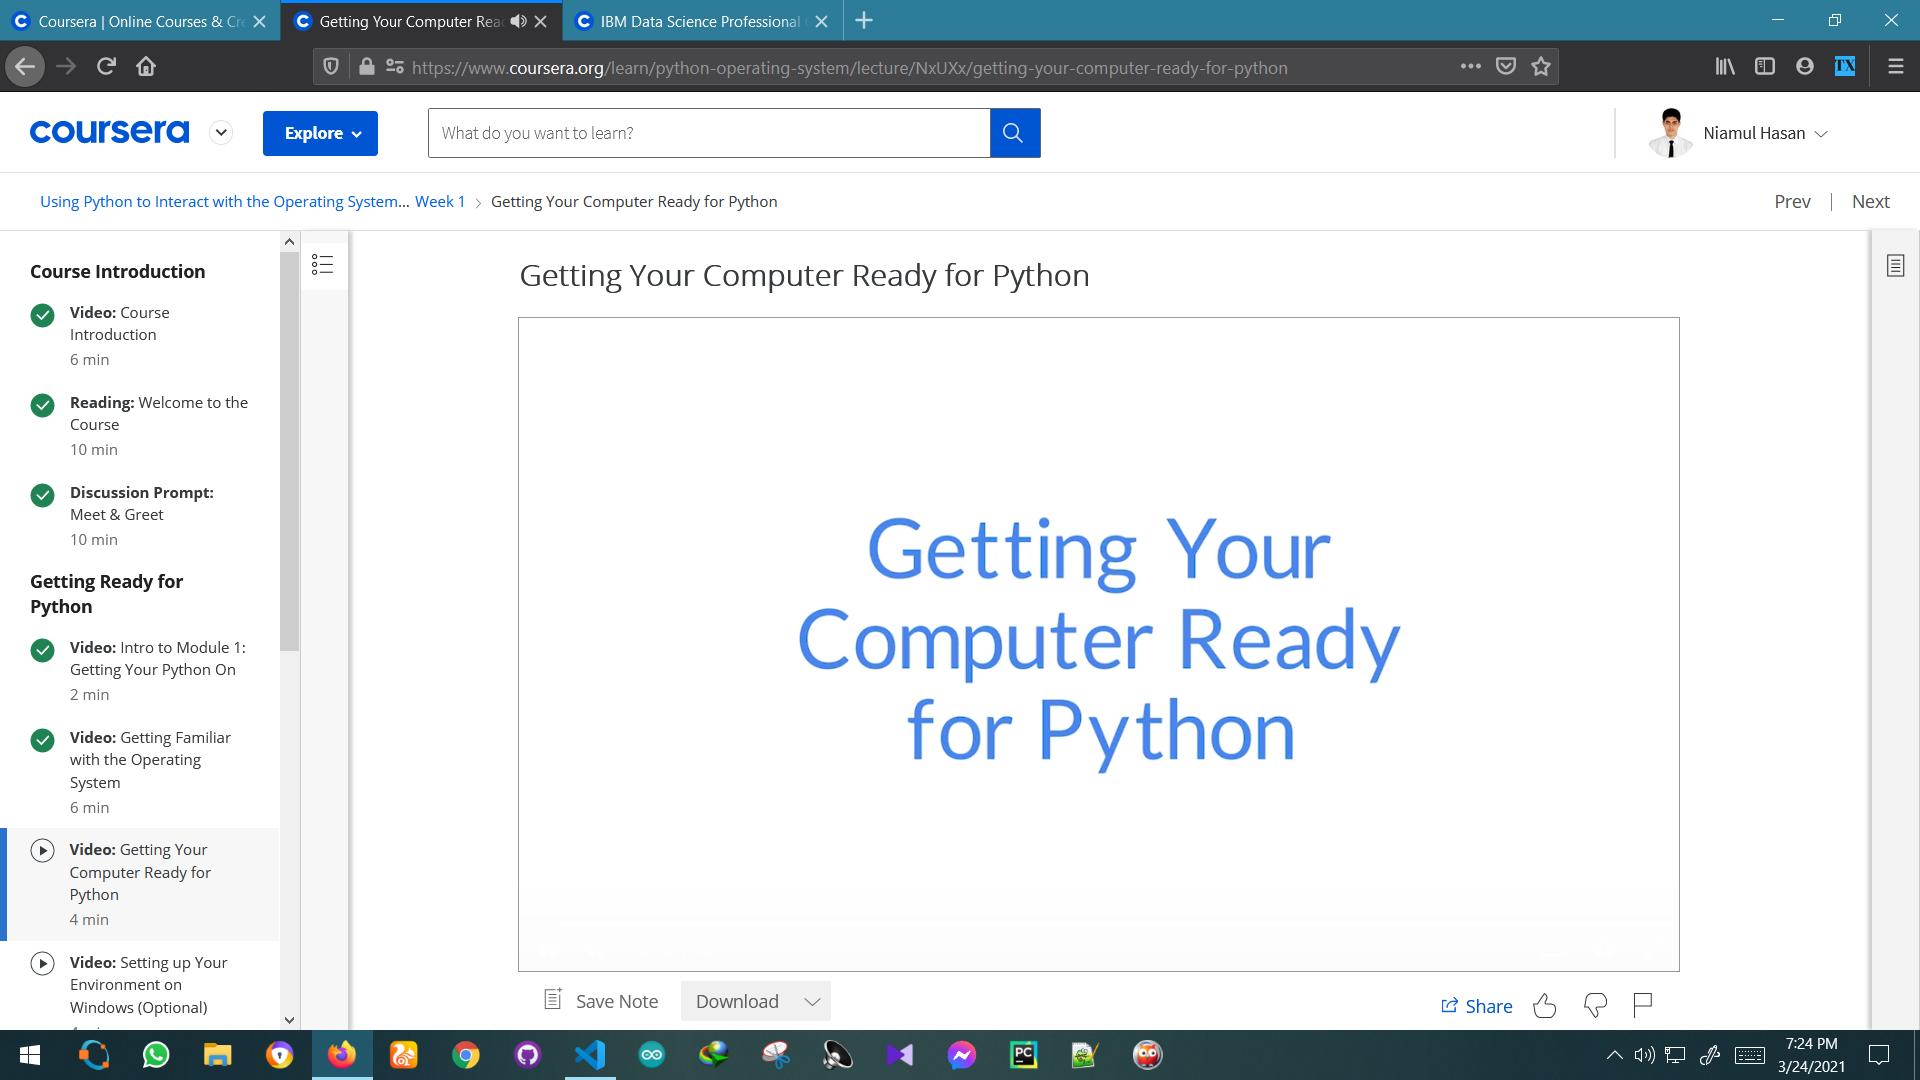 Coursera | Online Courses & Cre
Getting Your Computer Rea
IBM Data Science Professional
https://www.coursera.org/learn/python-operating-system/lecture/NxUXx/getting-your-computer-ready-for-python
TX
coursera
Explore
What do you want to learn?
Niamul Hasan
Using Python to Interact with the Operating System... Week 1 > Getting Your Computer Ready for Python
Prev | Next
Course Introduction
Video: Course
Introduction
6 min
Reading: Welcome to the
Course
10 min
Discussion Prompt:
Meet & Greet
10 min
Getting Ready for
Python
Video: Intro to Module 1:
Getting Your Python On
2 min
Video: Getting Familiar
with the Operating
System
6 min
Video: Getting Your
Computer Ready for
Python
4 min
Video: Setting up Your
Environment on
Windows (Optional)
Getting Your Computer Ready for Python
Getting Your
Computer Ready
for Python
Save Note
Download
Share
PC
7:24 PM
3/24/2021